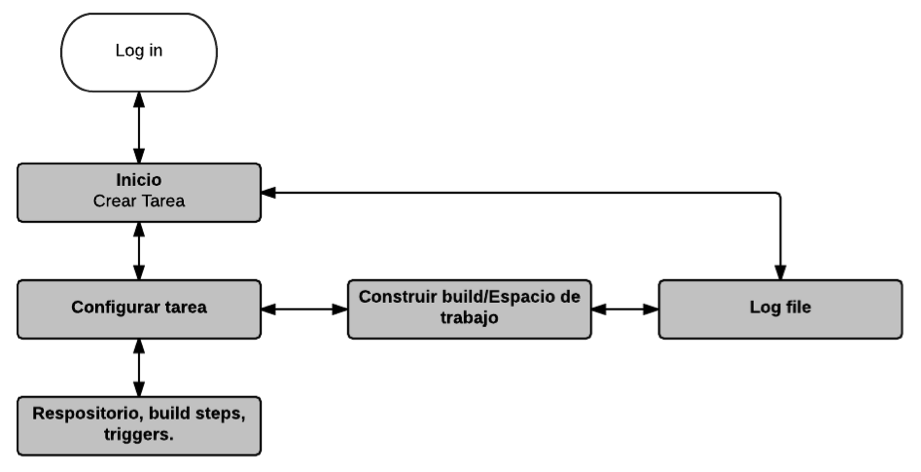 Log in
Inicio
Crear Tarea
Configurar tarea
Construir build/Espacio de
trabajo
Log file
Respositorio, build steps,
triggers.